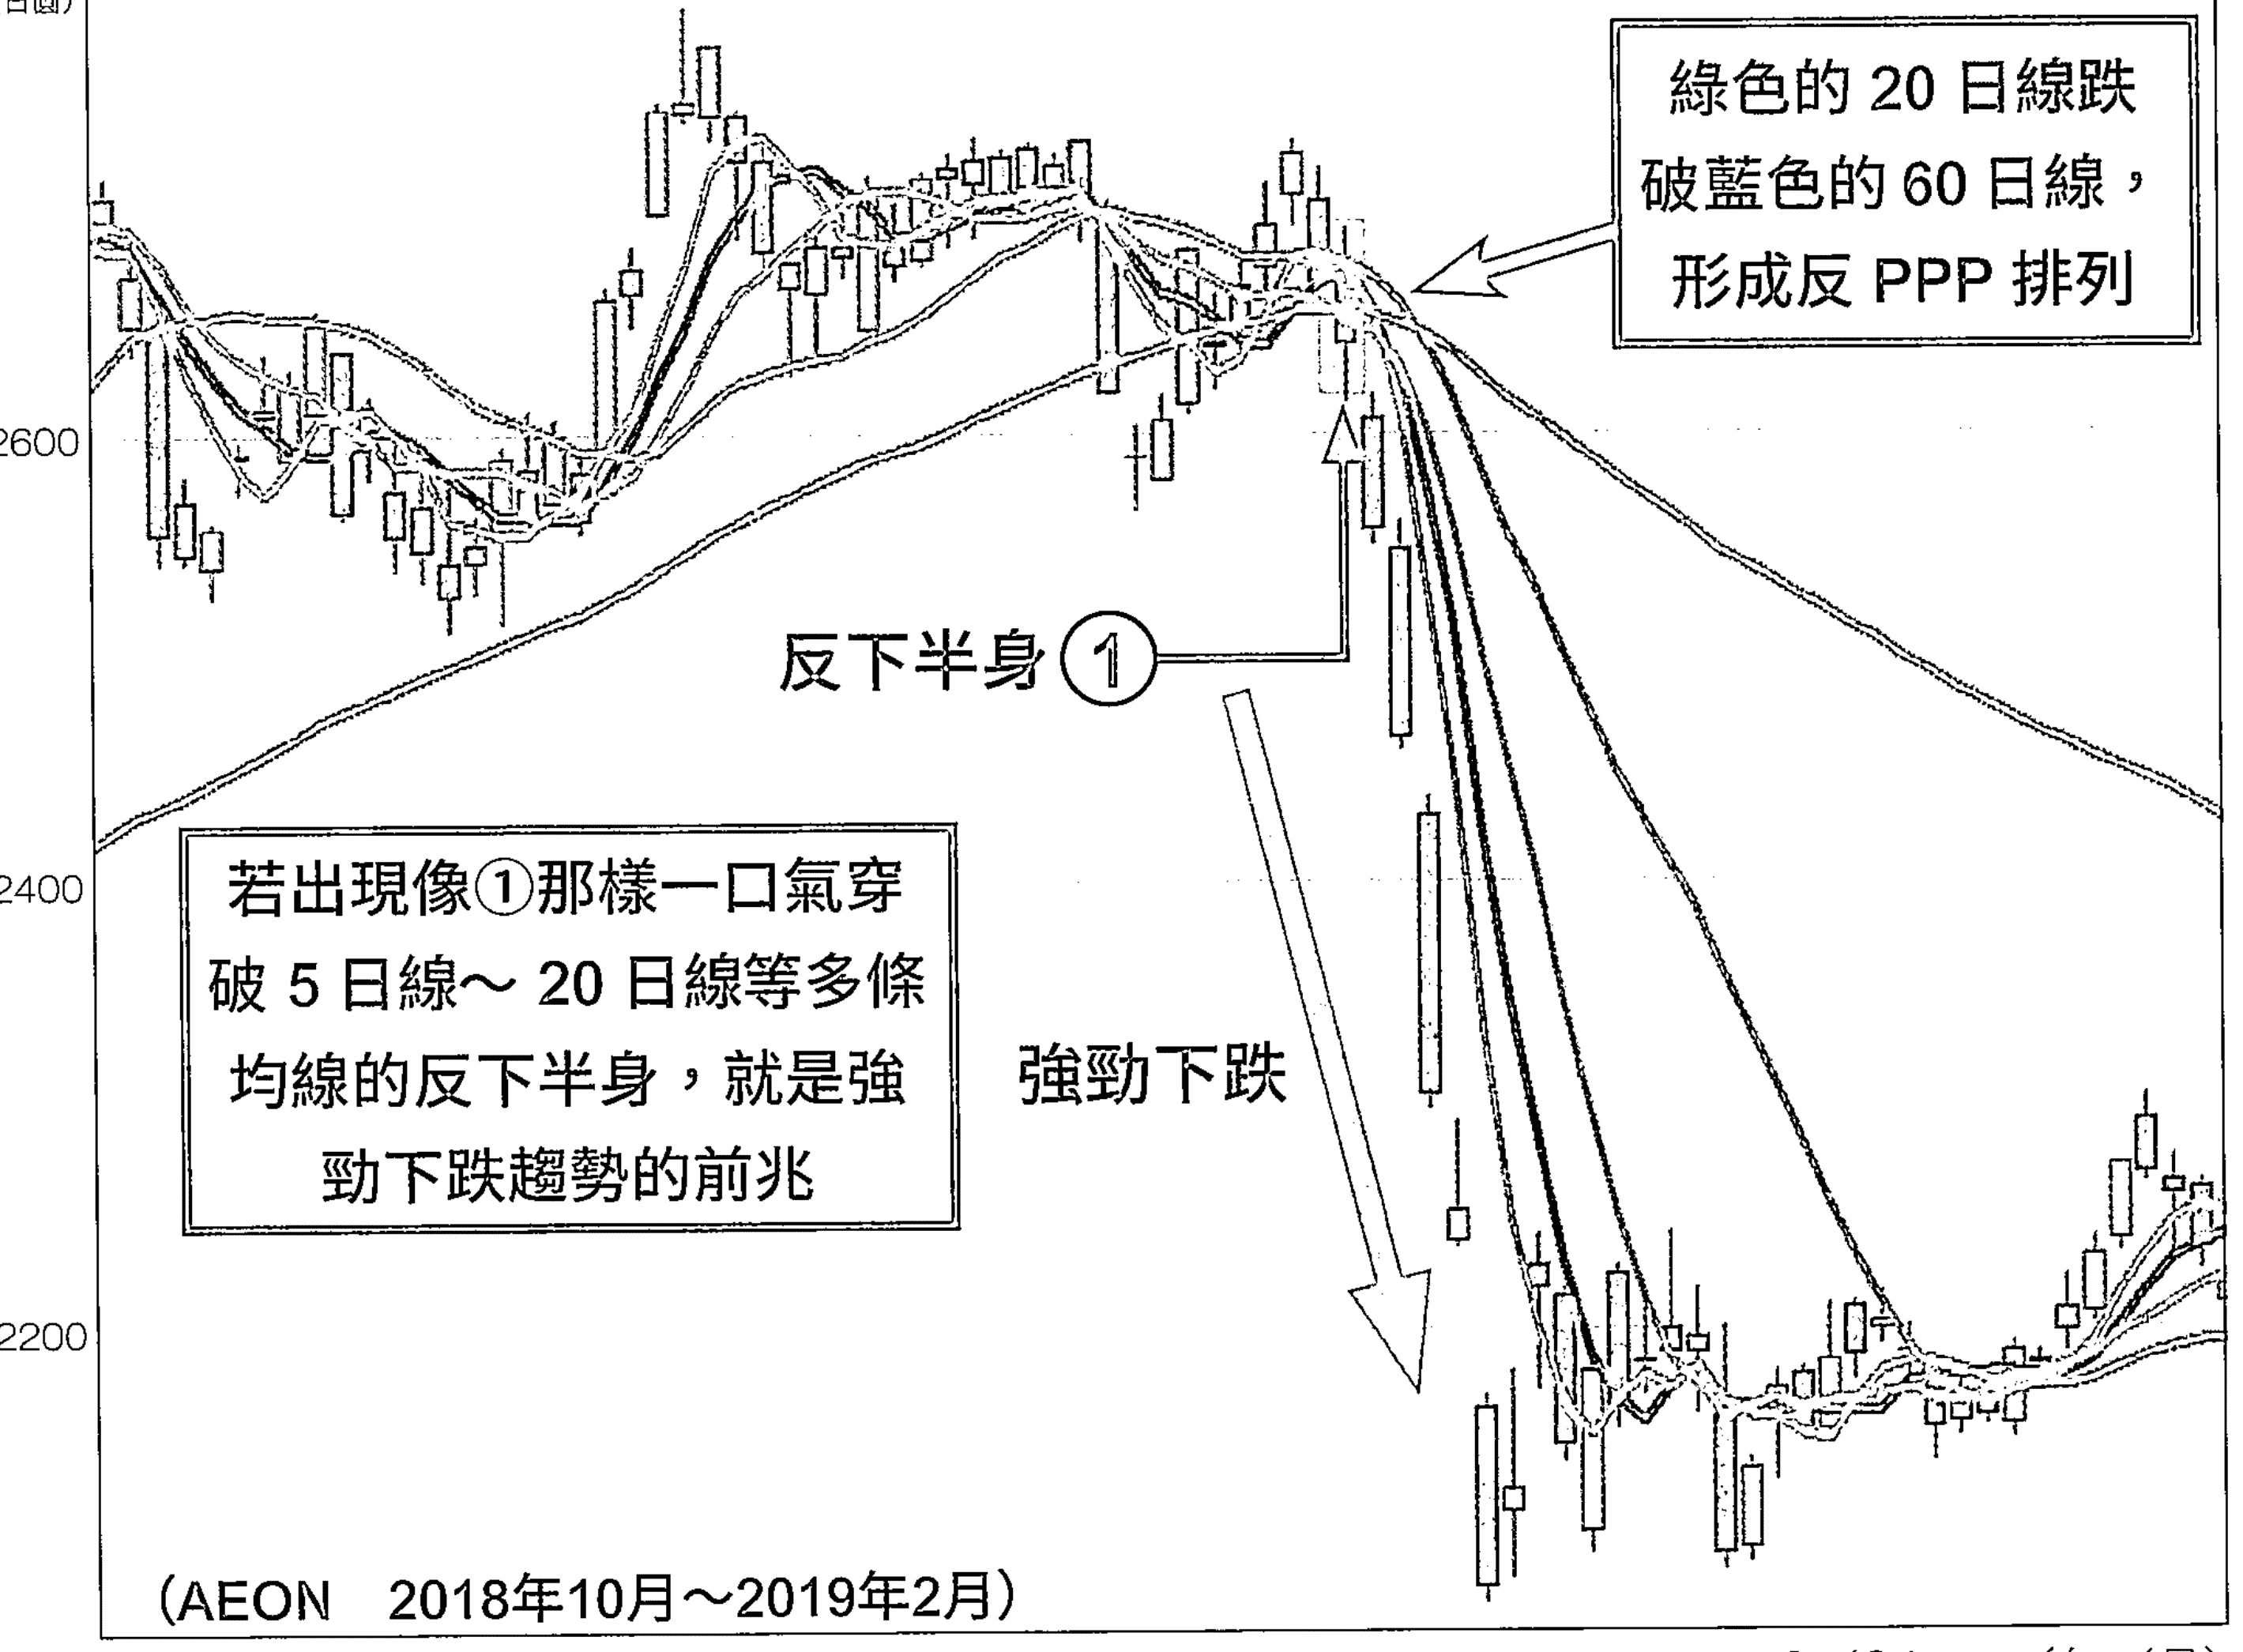 綠色的 20 日線跌
破藍色的 60 日線，
形成反 PPP 排列
2600
反下半身①
2400
若出現像①那樣一口氣穿
破 5 日線～ 20 日線等多條
均線的反下半身，就是強
勁下跌趨勢的前兆
強勁下跌
2200
（AEON 2018年10月～2019年2月）